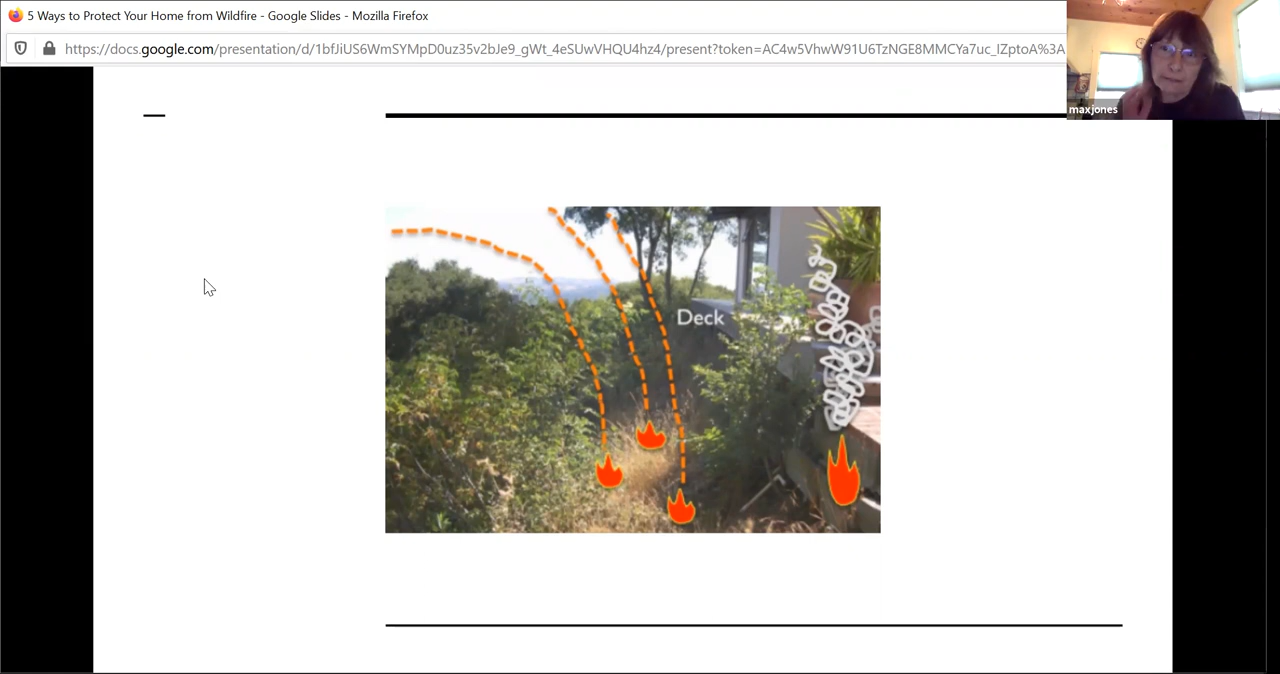 5 Ways to Protect Your Home from Wildfire - Google Slides - Mozilla Firefox
https://docs.google.com/presentation/d/1bfJiUS6WmSYMpD0uz35v2bJe9_gWt_4eSUwVHQU4hz4/present?token=AC4w5VhwW91U6TzNGE8MMCYa7uc_lZptoA%3A
maxjones
Deck